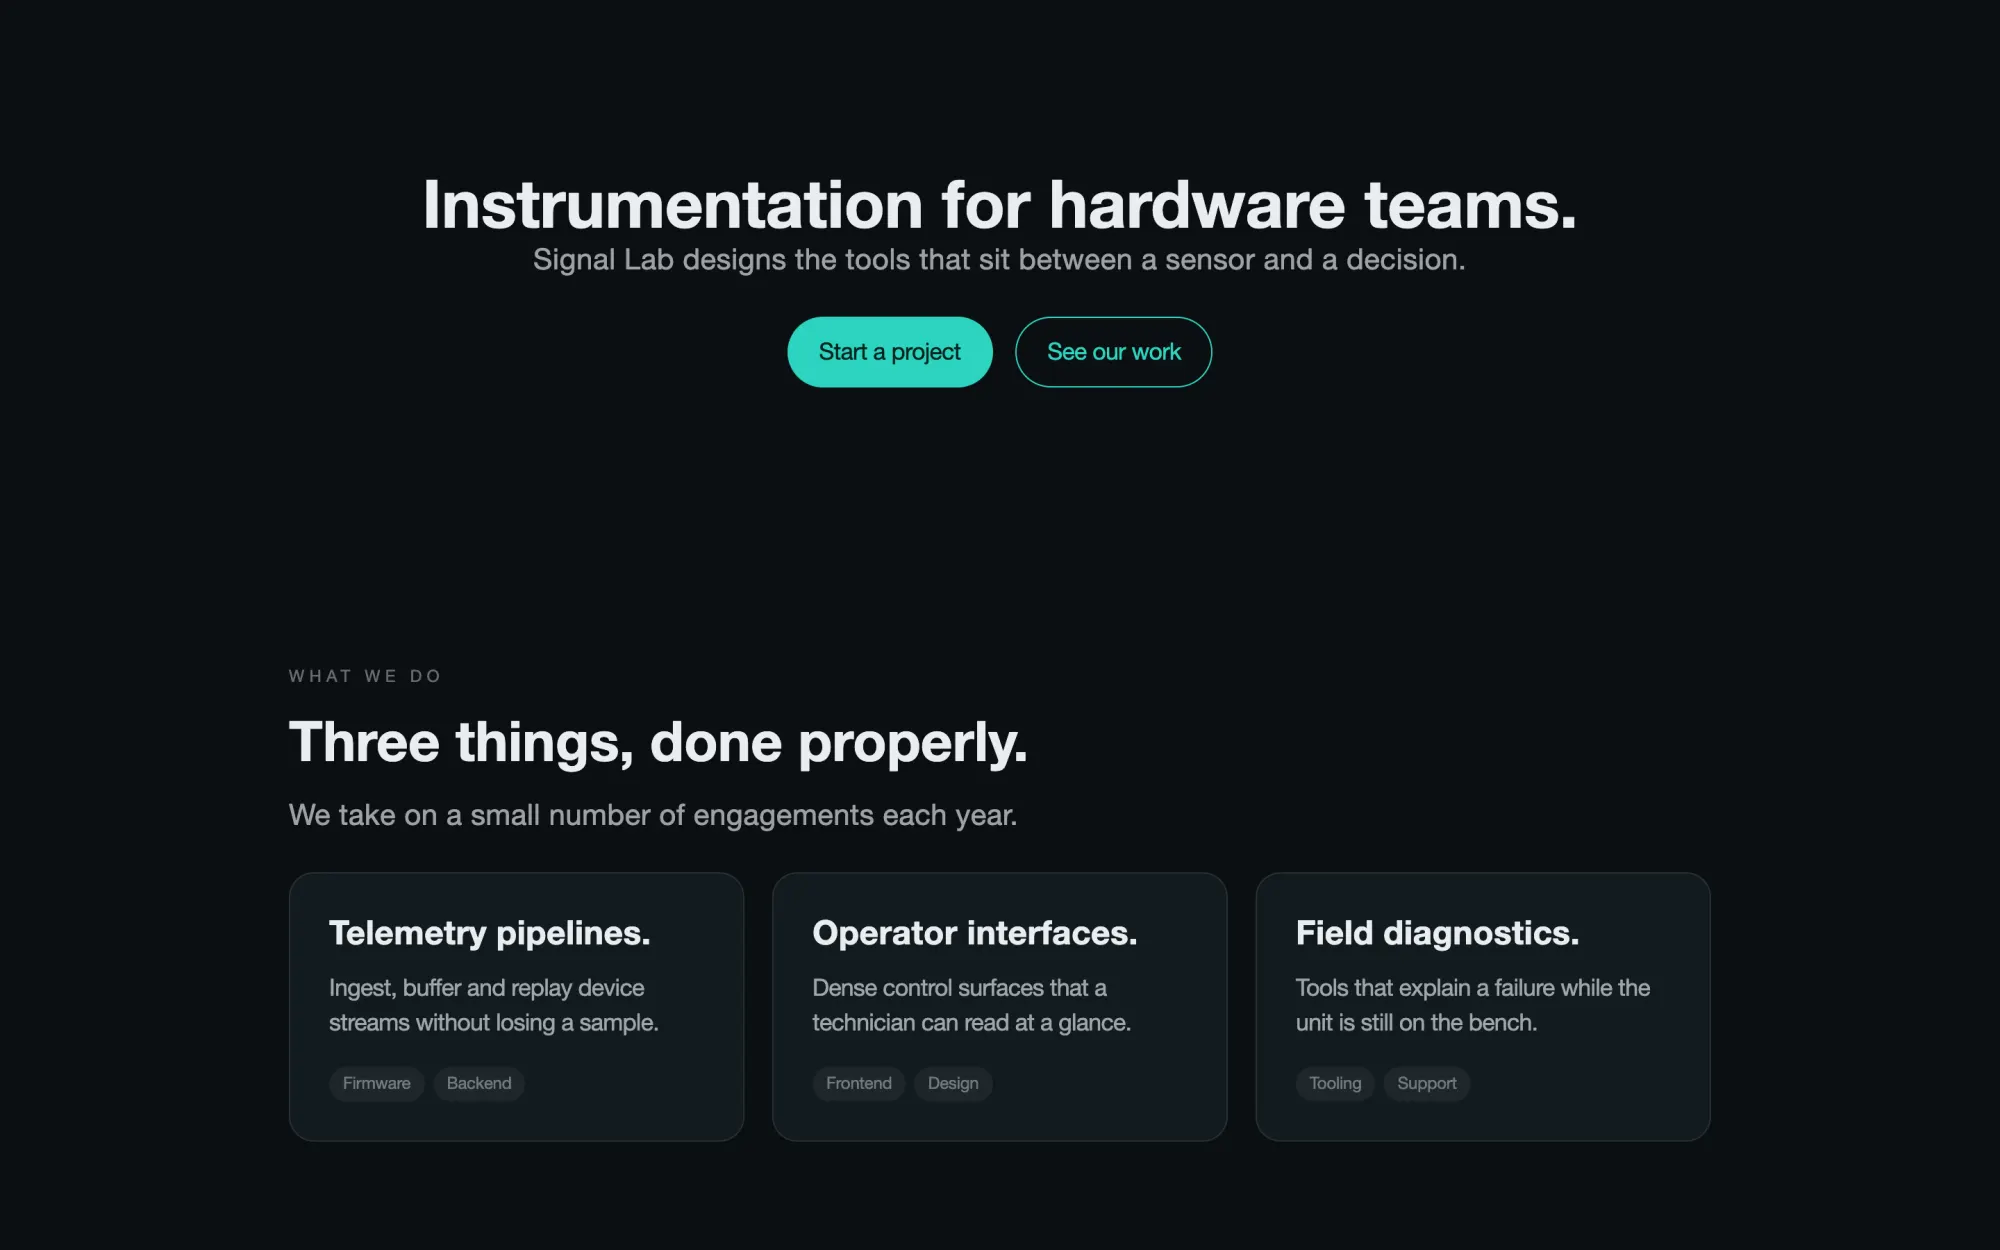 Instrumentation for hardware teams.
Signal Lab designs the tools that sit between a sensor and a decision.
Start a project
See our work
WHAT WE DO
Three things, done properly.
We take on a small number of engagements each year.
Telemetry pipelines.
Ingest, buffer and replay device
streams without losing a sample.
Firmware
Backend
Operator interfaces.
Dense control surfaces that a
technician can read at a glance.
Frontend
Design
Field diagnostics.
Tools that explain a failure while the
unit is still on the bench.
Tooling
Support